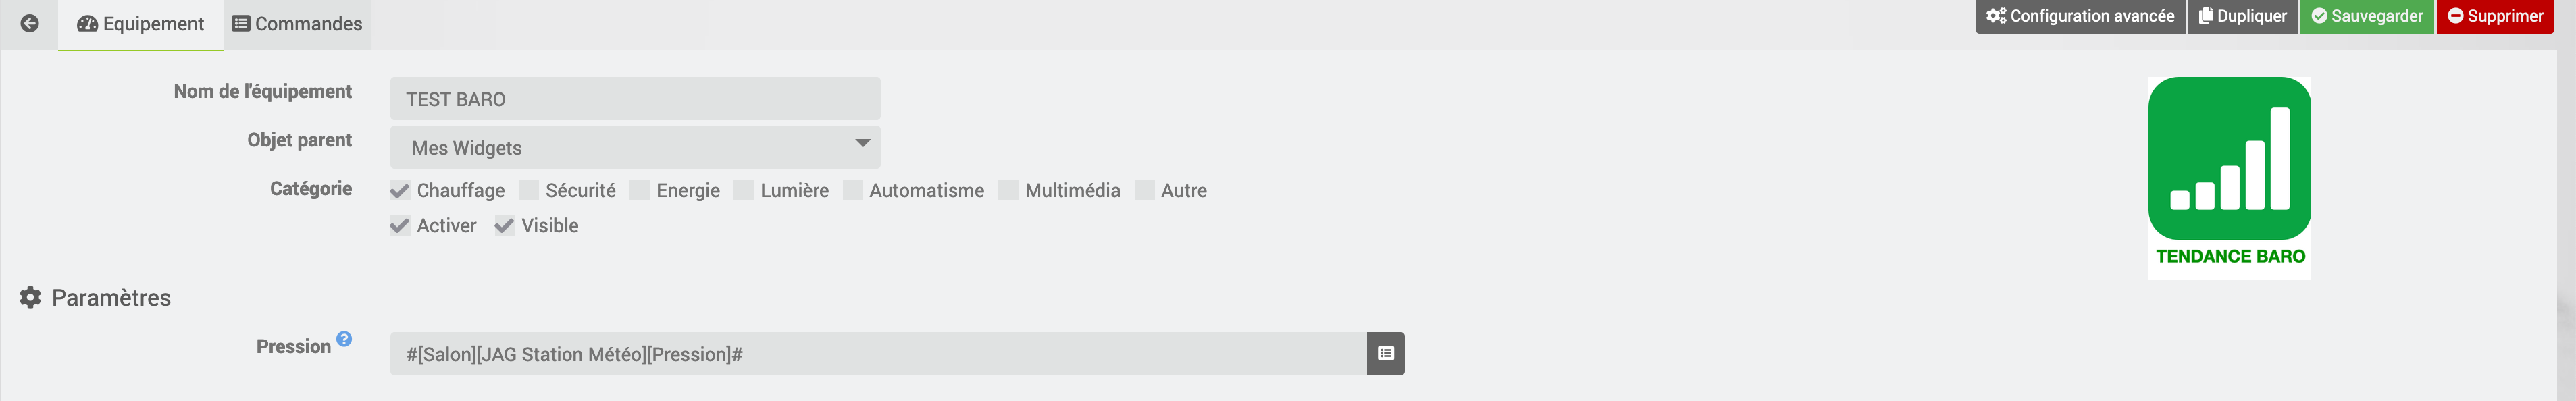 Equipement Commandes Configuration avancée Dupliquer Sauvegarder Supprimer
Nom de l'équipement TEST BARO
Objet parent Mes Widgets
Catégorie Chauffage Sécurité Energie Lumière Automatisme Multimédia Autre
Activer Visible
TENDANCE BARO
Paramètres
Pression ? #[Salon][JAG Station Météo][Pression]#